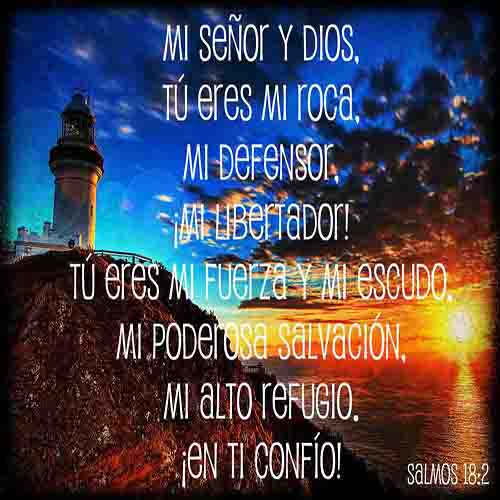 Mi Señor y Dios,
Tú eres mi roca,
mi defensor,
¡mi libertador!
Tú eres mi fuerza y mi escudo,
mi poderosa salvación,
mi alto refugio.
¡En ti confío!
Salmos 18:2